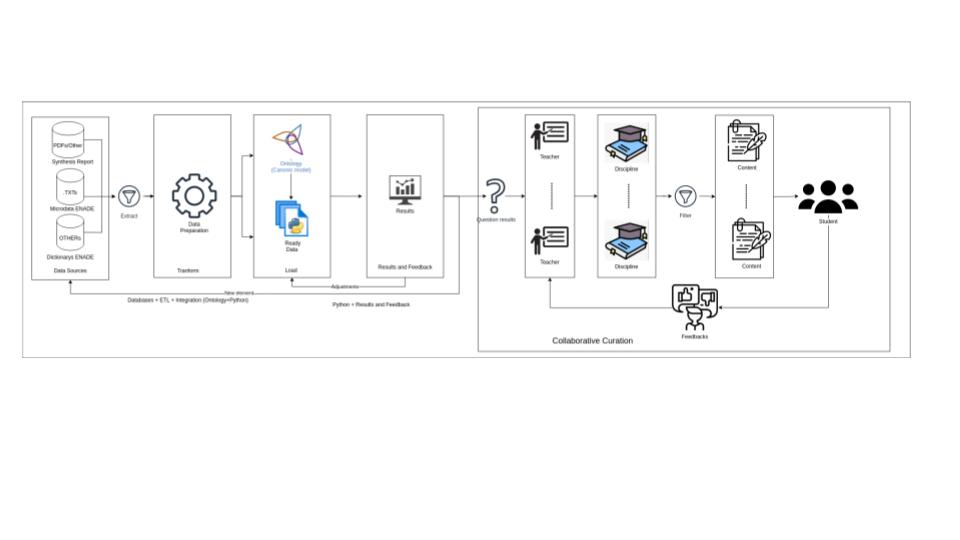 PDFs/Other
Synthesis Report
.TXTs
Microdata ENADE
OTHERs
Dictionarys ENADE
Data Sources
Extract
Data
Preparation
Tranform
Ontology
(Canonic model)
Ready
Data
Load
Results
Results and Feedback
Adjustments
New element
Databases + ETL + Integration (Ontology+Python)
Python + Results and Feedback
Question results
Teacher
Teacher
Discipline
Discipline
Filter
Content
Content
Student
Feedbacks
Collaborative Curation